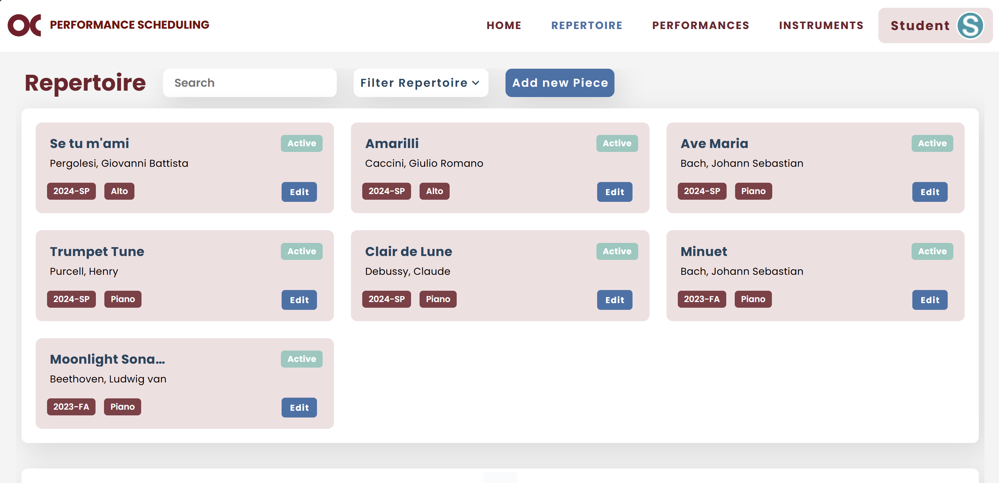 OC PERFORMANCE SCHEDULING HOME REPERTOIRE PERFORMANCES INSTRUMENTS Student S
Repertoire Search Filter Repertoire Add new Piece
Se tu m'ami Active
Pergolesi, Giovanni Battista
2024-SP Alto Edit
Amarilli Active
Caccini, Giulio Romano
2024-SP Alto Edit
Ave Maria Active
Bach, Johann Sebastian
2024-SP Piano Edit
Trumpet Tune Active
Purcell, Henry
2024-SP Piano Edit
Clair de Lune Active
Debussy, Claude
2024-SP Piano Edit
Minuet Active
Bach, Johann Sebastian
2023-FA Piano Edit
Moonlight Sona... Active
Beethoven, Ludwig van
2023-FA Piano Edit